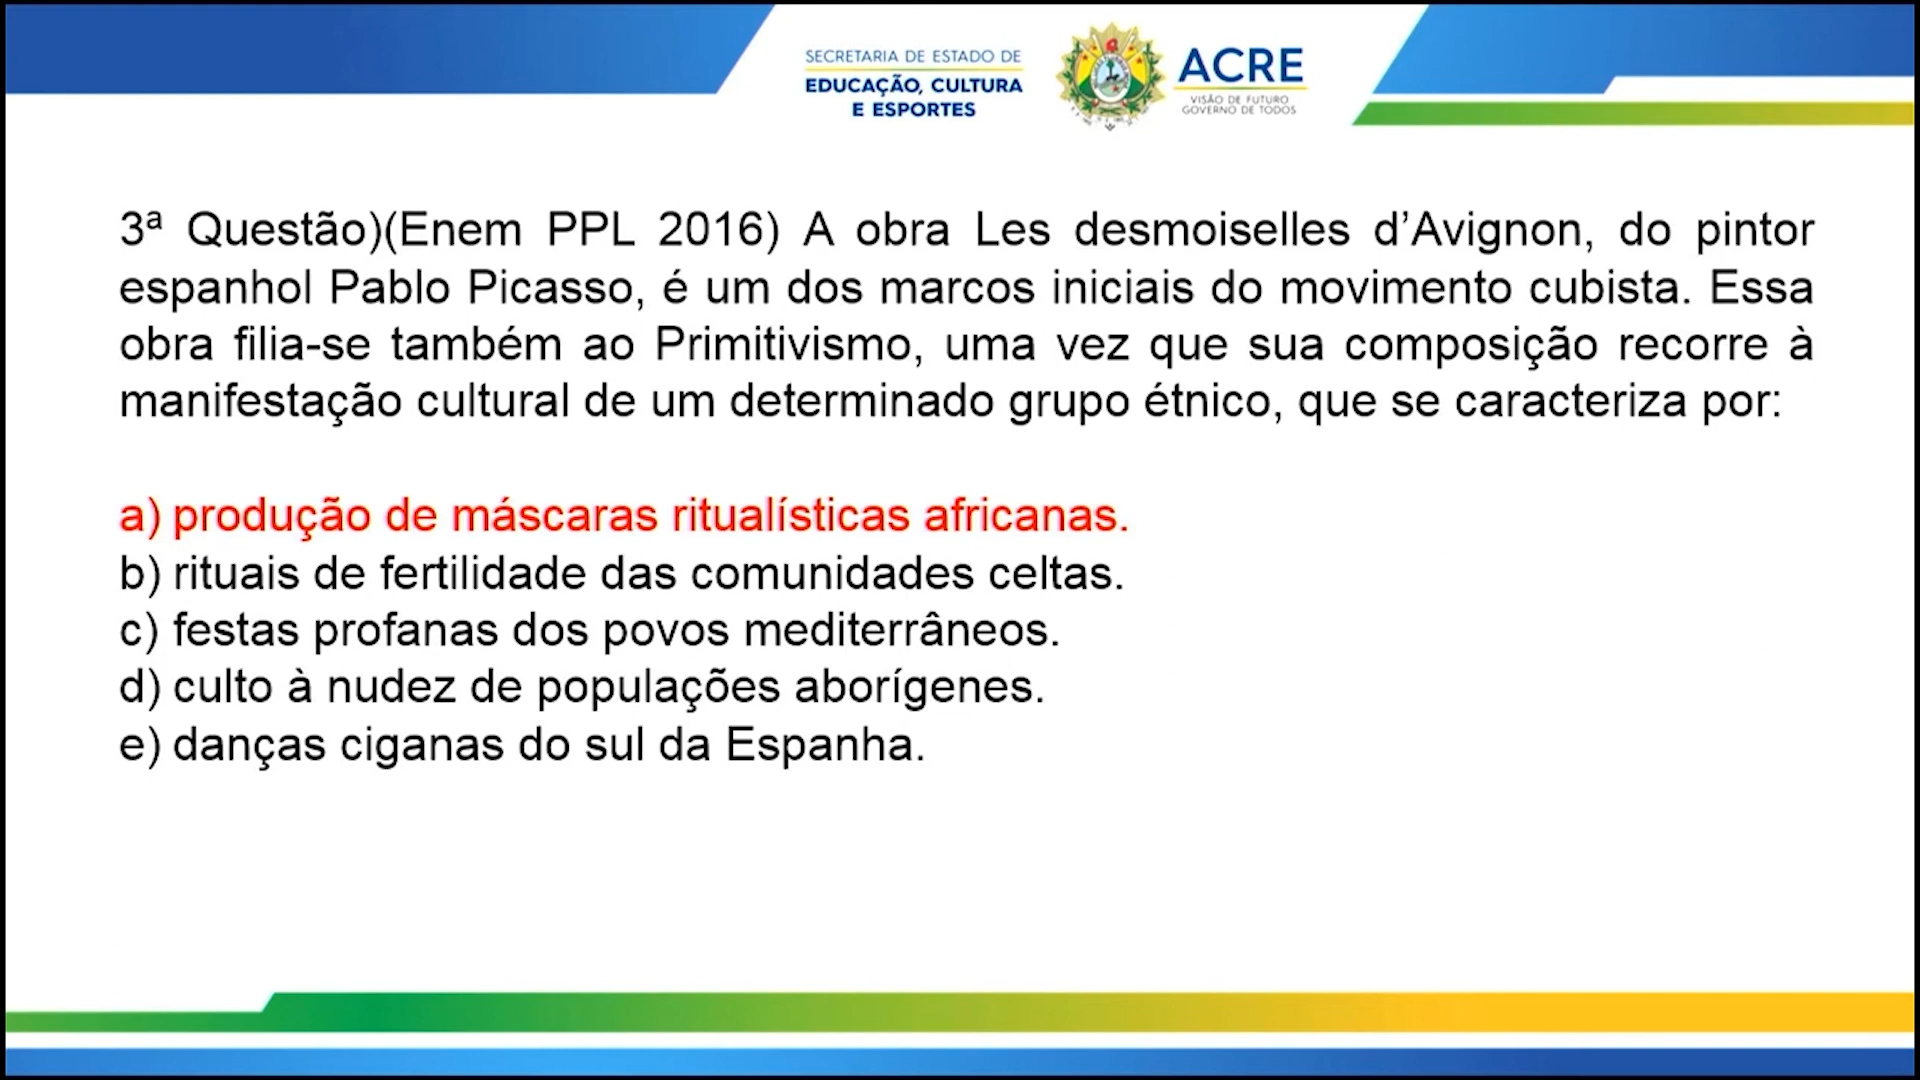 SECRETARIA DE ESTADO DE
EDUCAÇÃO, CULTURA
E ESPORTES
ACRE
VISÃO DE FUTURO
GOVERNO DE TODOS
3ª Questão)(Enem PPL 2016) A obra Les desmoiselles d’Avignon, do pintor
espanhol Pablo Picasso, é um dos marcos iniciais do movimento cubista. Essa
obra filia-se também ao Primitivismo, uma vez que sua composição recorre à
manifestação cultural de um determinado grupo étnico, que se caracteriza por:
a) produção de máscaras ritualísticas africanas.
b) rituais de fertilidade das comunidades celtas.
c) festas profanas dos povos mediterrâneos.
d) culto à nudez de populações aborígenes.
e) danças ciganas do sul da Espanha.